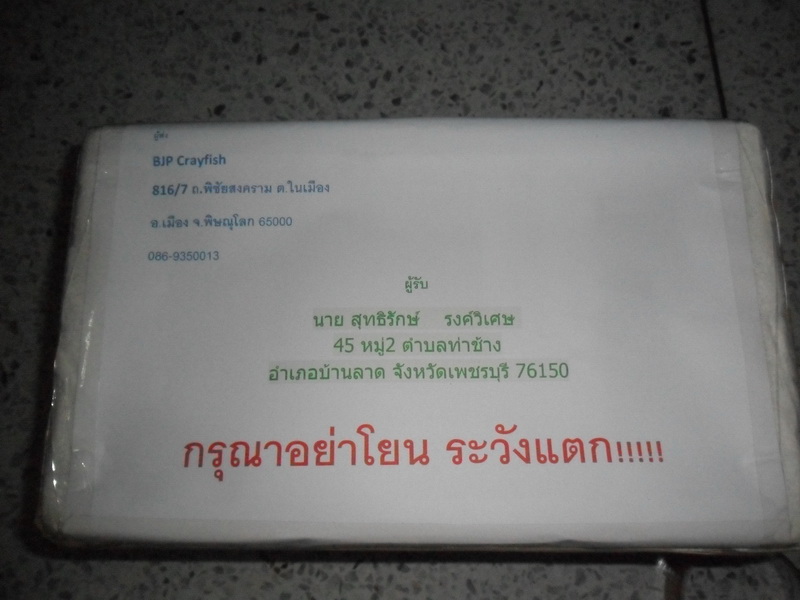 ผู้ส่ง
BJP Crayfish
816/7 ถ.พิชัยสงคราม ต.ในเมือง
อ.เมือง จ.พิษณุโลก 65000
086-9350013
ผู้รับ
นาย สุทธิรักษ์ รงค์วิเศษ
45 หมู่2 ตำบลท่าช้าง
อำเภอบ้านลาด จังหวัดเพชรบุรี 76150
กรุณาอย่าโยน ระวังแตก!!!!!